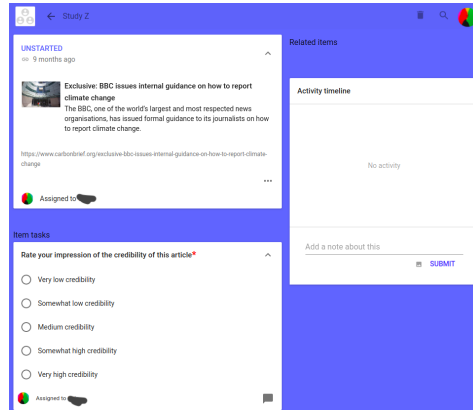 Study Z
UNSTARTED
9 months ago
Exclusive: BBC issues internal guidance on how to report
climate change
The BBC, one of the world's largest and most respected news
organisations, has issued formal guidance to its journalists on how
to report climate change.
https://www.carbonbrief.org/exclusive-bbc-issues-internal-guidance-on-how-to-report-climate-
change
Assigned to
Item tasks
Rate your impression of the credibility of this article*
Very low credibility
Somewhat low credibility
Medium credibility
Somewhat high credibility
Very high credibility
Assigned to
Related items
Activity timeline
No activity
Add a note about this
SUBMIT